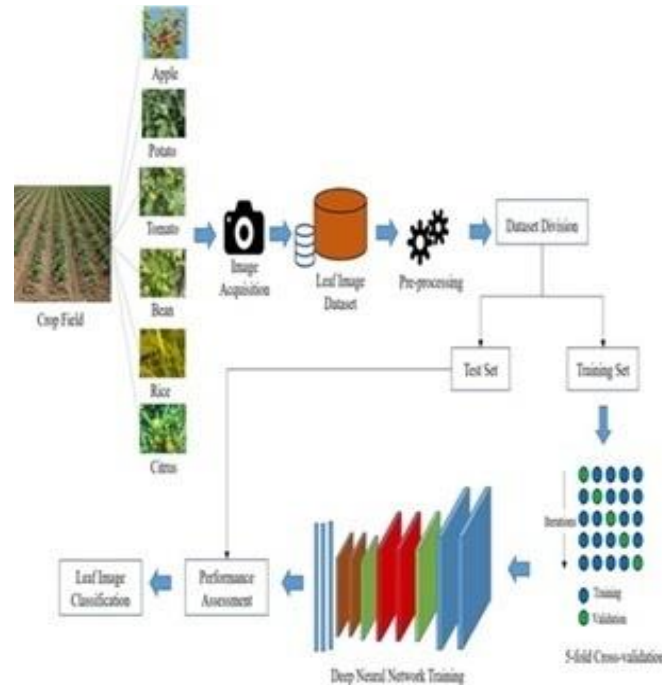 Apple
Potato
Tomato
Bean
Rice
Citrus
Crop Field
Image
Acquisition
Leaf Image
Dataset
Pre-processing
Dataset Division
Test Set
Training Set
Iterations
Training
Validation
5-fold Cross-validation
Deep Neural Network Training
Performance
Assessment
Leaf Image
Classification